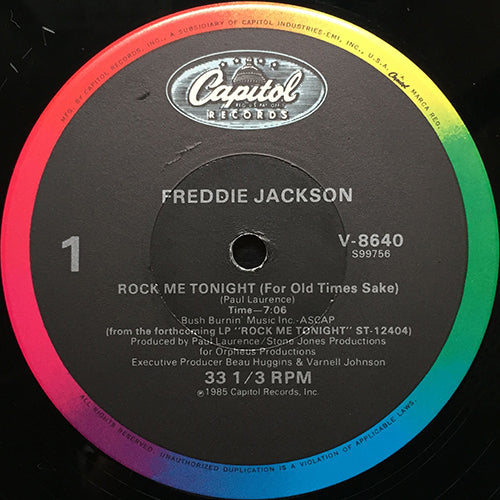 MFG. BY CAPITOL RECORDS, INC., A SUBSIDIARY OF CAPITOL INDUSTRIES-EMI, INC., U.S.A. Capitol MARCA REG.
Capitol
REG. U.S. PAT. OFF.
RECORDS
FREDDIE JACKSON
1
V-8640
S99756
ROCK ME TONIGHT (For Old Times Sake)
(Paul Laurence)
Time—7:06
Bush Burnin' Music Inc.-ASCAP
(from the forthcoming LP "ROCK ME TONIGHT" ST-12404)
Produced by Paul Laurence/Stone Jones Productions
for Orpheus Productions
Executive Producer Beau Huggins & Varnell Johnson
33 1/3 RPM
℗1985 Capitol Records, Inc.
ALL RIGHTS RESERVED. UNAUTHORIZED DUPLICATION IS A VIOLATION OF APPLICABLE LAWS.